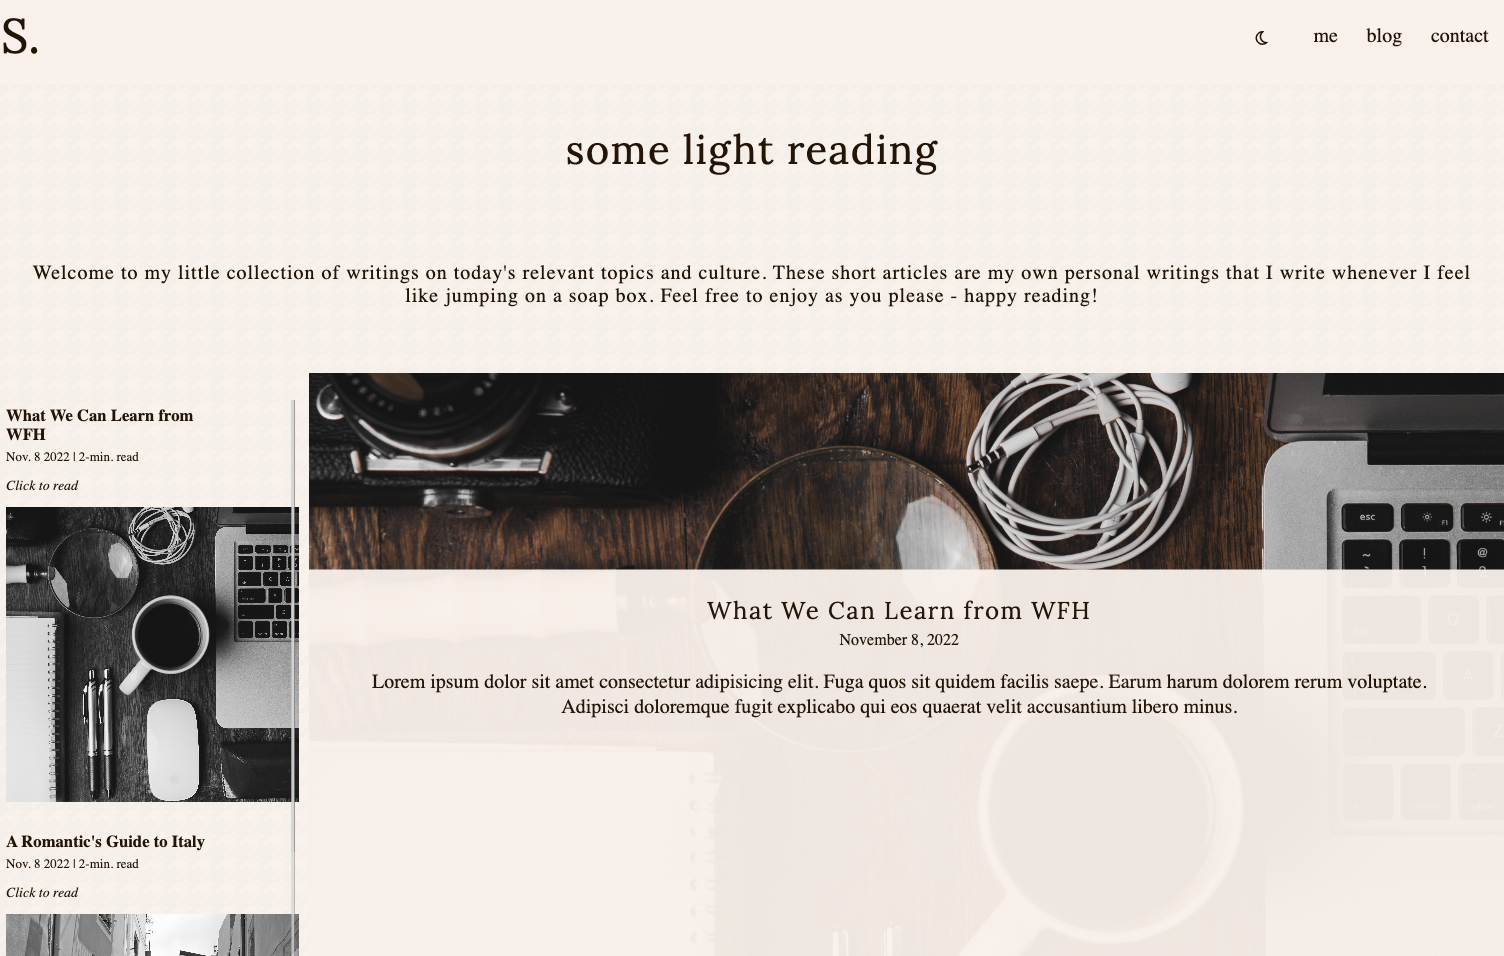 S.
me blog contact
some light reading
Welcome to my little collection of writings on today's relevant topics and culture. These short articles are my own personal writings that I write whenever I feel
like jumping on a soap box. Feel free to enjoy as you please - happy reading!
What We Can Learn from
WFH
Nov. 8 2022 | 2-min. read
Click to read
A Romantic's Guide to Italy
Nov. 8 2022 | 2-min. read
Click to read
esc
F1
~ ! @
What We Can Learn from WFH
November 8, 2022
Lorem ipsum dolor sit amet consectetur adipisicing elit. Fuga quos sit quidem facilis saepe. Earum harum dolorem rerum voluptate.
Adipisci doloremque fugit explicabo qui eos quaerat velit accusantium libero minus.